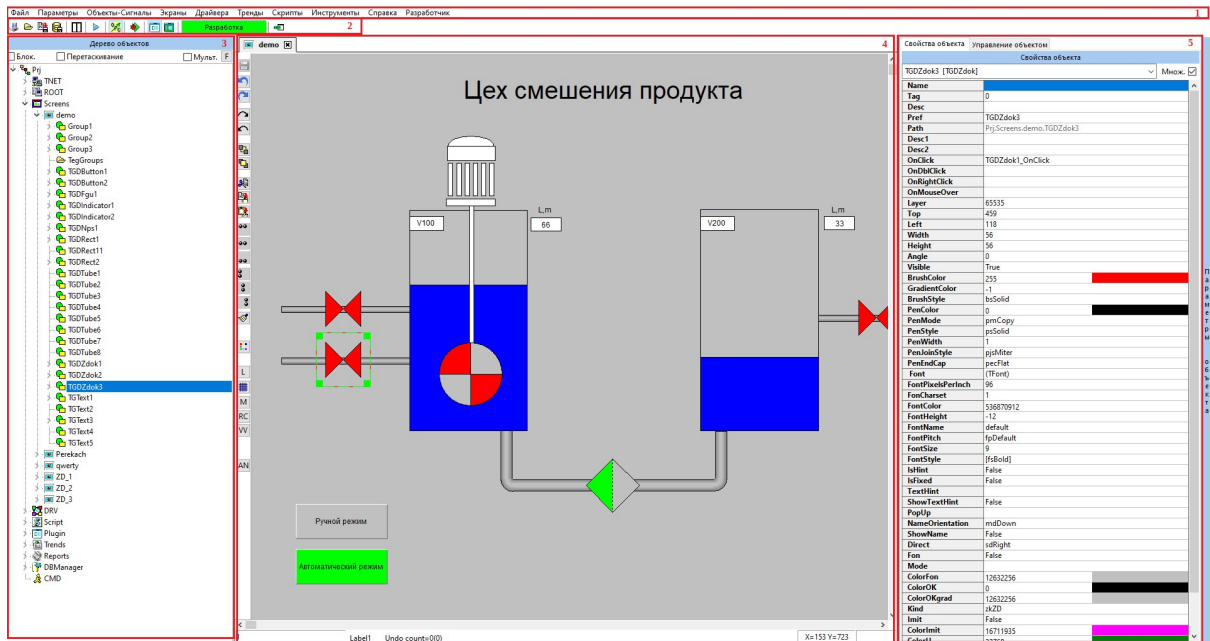 Файл Параметры Объекты-Сигналы Экраны Драйвера Тренды Скрипты Инструменты Справка Разработчик 1
Разработка 2
Дерево объектов 3
Блок. Перетаскивание Мульт. F
Prj
TNET
ROOT
Screens
demo
Group1
Group2
Group3
TegGroups
TGDButton1
TGDButton2
TGDFgu1
TGDIndicator1
TGDIndicator2
TGDNps1
TGDRect1
TGDRect11
TGDRect2
TGDTube1
TGDTube2
TGDTube3
TGDTube4
TGDTube5
TGDTube6
TGDTube7
TGDTube8
TGDZdok1
TGDZdok2
TGDZdok3
TGText1
TGText2
TGText3
TGText4
TGText5
Perekach
qwerty
ZD_1
ZD_2
ZD_3
DRV
Script
Plugin
Trends
Reports
DBManager
CMD
demo 4
L
M
RC
VV
AN
Цех смешения продукта
V100
L,m
66
V200
L,m
33
Ручной режим
Автоматический режим
Label1 Undo count=0(0) X=153 Y=723
Свойства объекта Управление объектом 5
Свойства объекта
TGDZdok3 [TGDZdok] Множ.
Name
Tag 0
Desc
Pref TGDZdok3
Path Prj.Screens.demo.TGDZdok3
Desc1
Desc2
OnClick TGDZdok1_OnClick
OnDblClick
OnRightClick
OnMouseOver
Layer 65535
Top 459
Left 118
Width 56
Height 56
Angle 0
Visible True
BrushColor 255
GradientColor -1
BrushStyle bsSolid
PenColor 0
PenMode pmCopy
PenStyle psSolid
PenWidth 1
PenJoinStyle pjsMiter
PenEndCap pecFlat
Font (TFont)
FontPixelsPerInch 96
FontCharset 1
FontColor 536870912
FontHeight -12
FontName default
FontPitch fpDefault
FontSize 9
FontStyle [fsBold]
IsHint False
IsFixed False
TextHint
ShowTextHint False
PopUp
NameOrientation mdDown
ShowName False
Direct sdRight
Fon False
Mode
ColorFon 12632256
ColorOK 0
ColorOKgrad 12632256
Kind zkZD
Imit False
ColorImit 16711935
Параметры объекта